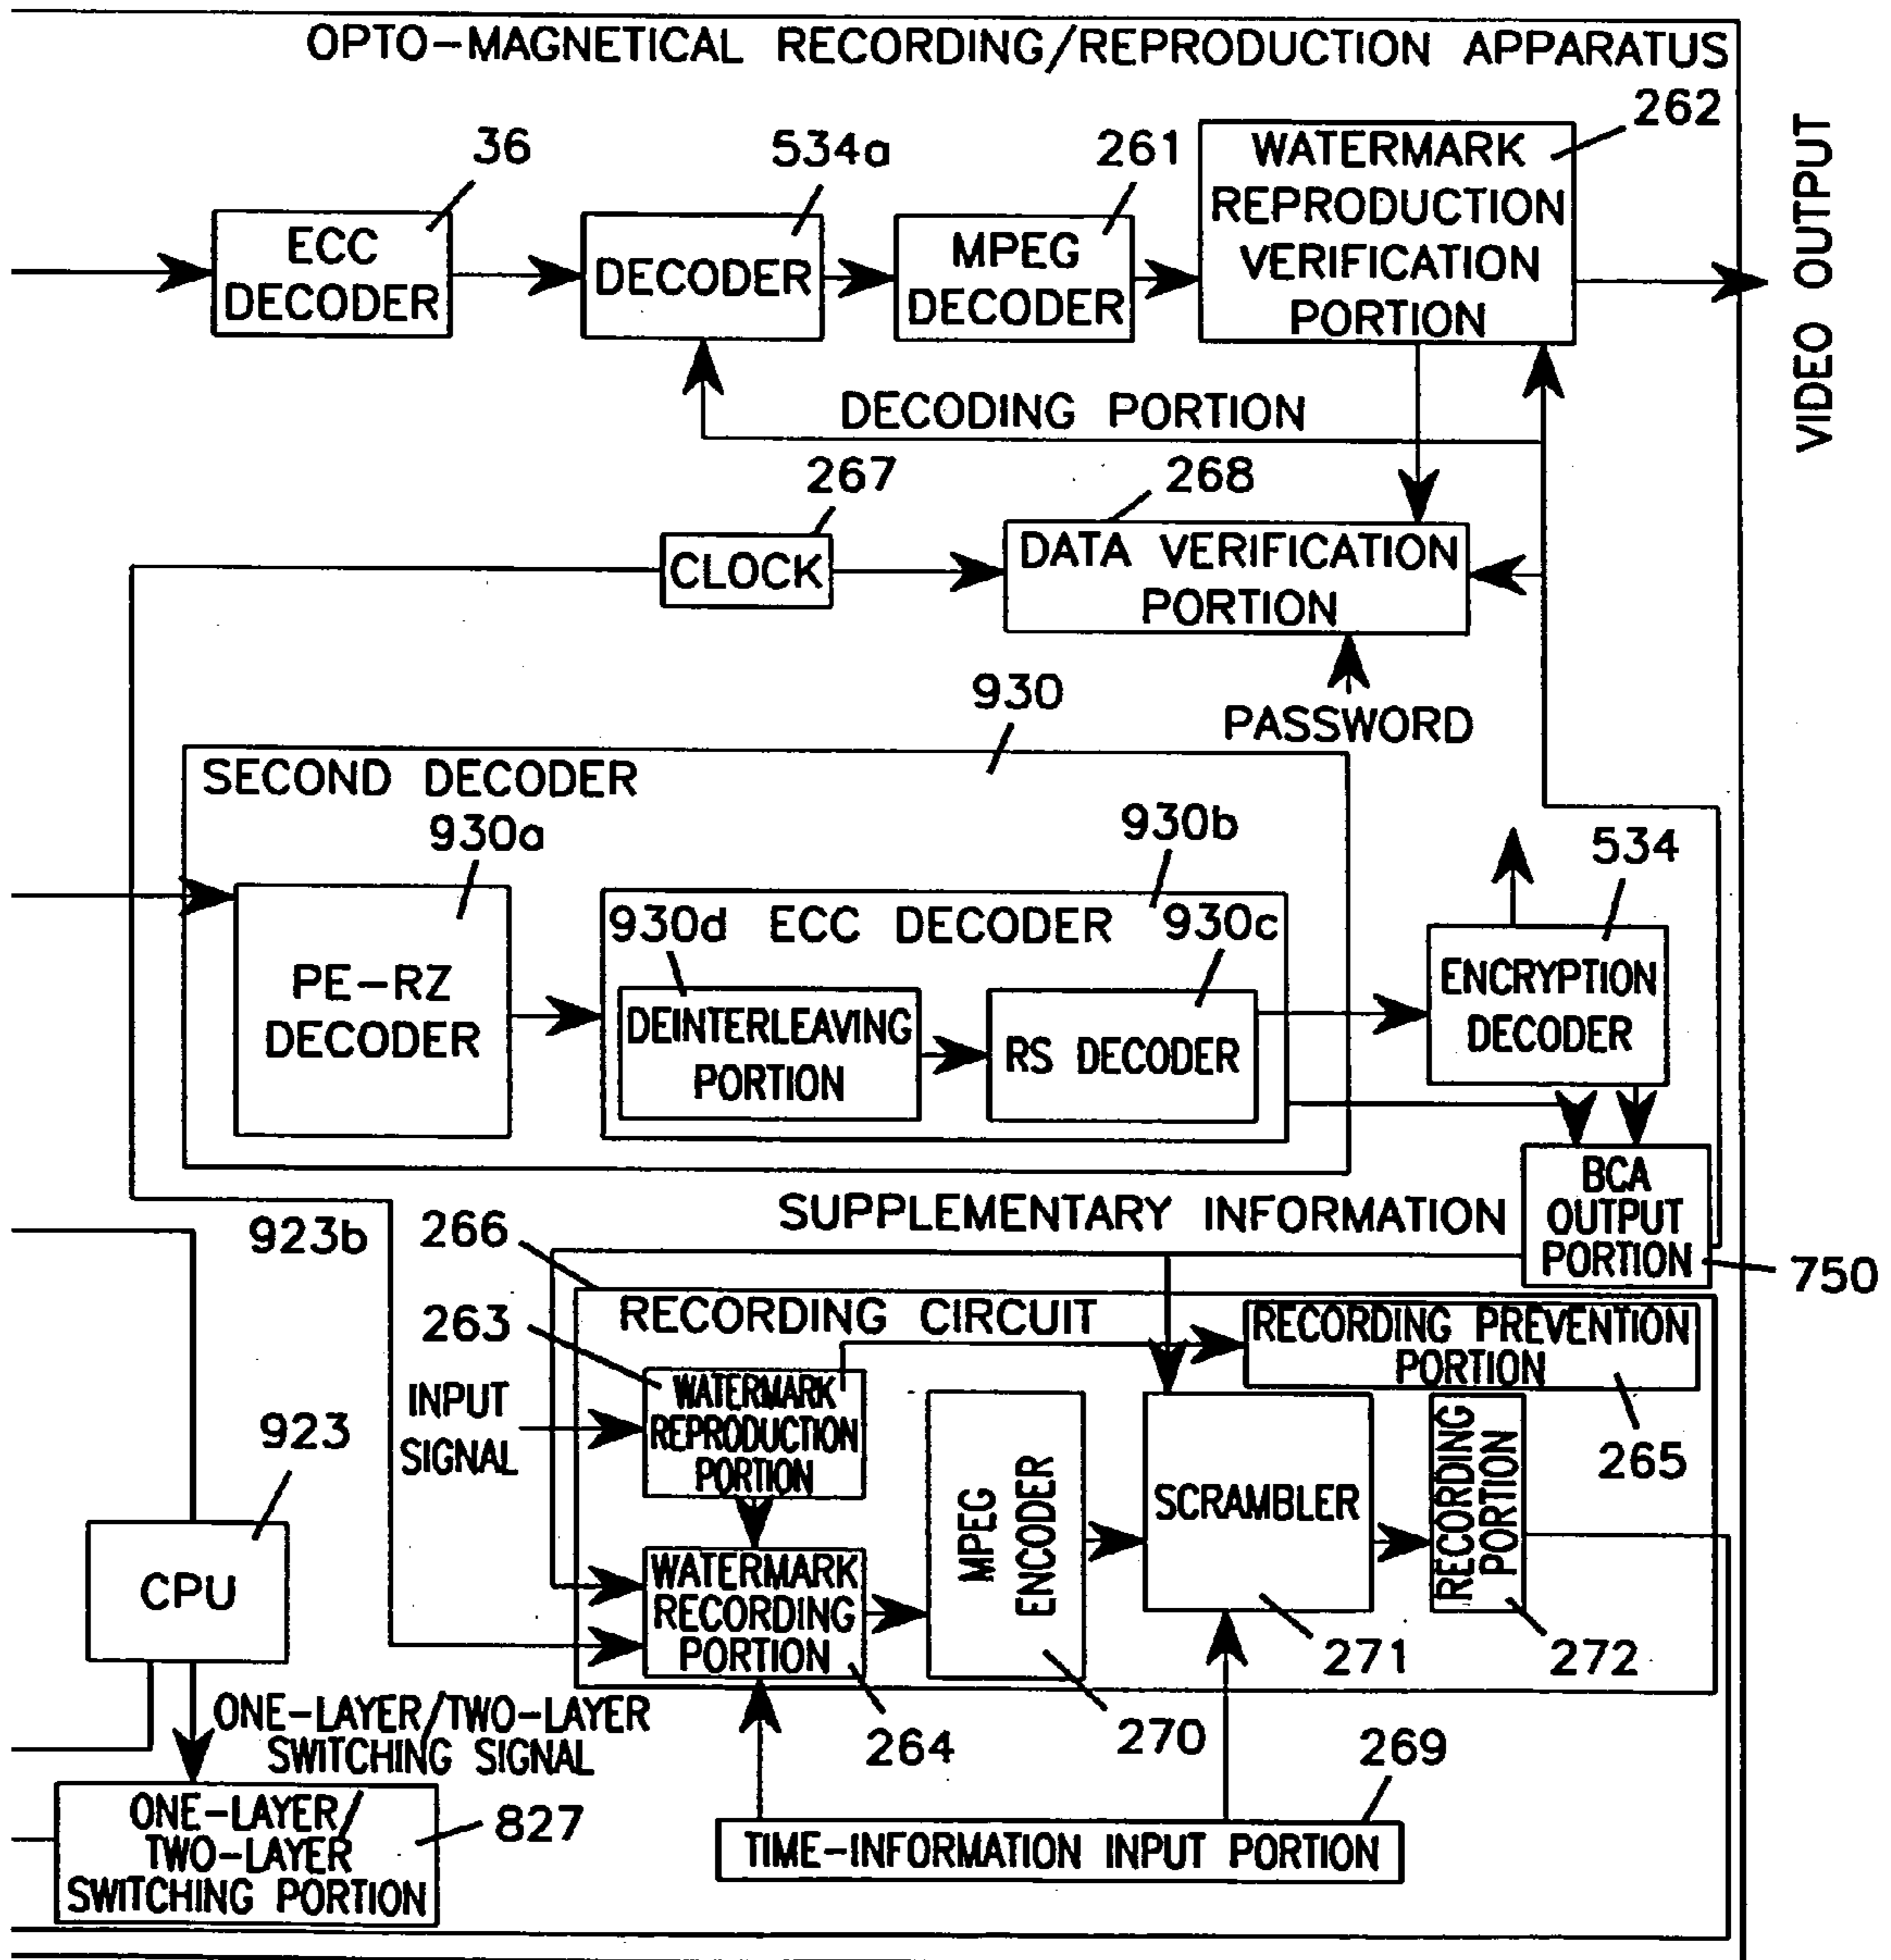 OPTO-MAGNETICAL RECORDING/REPRODUCTION APPARATUS
262
36
534a
261
WATERMARK
REPRODUCTION
VERIFICATION
PORTION
VIDEO OUTPUT
ECC
DECODER
DECODER
MPEG
DECODER
DECODING PORTION
267
268
CLOCK
DATA VERIFICATION
PORTION
930
PASSWORD
SECOND DECODER
930a
930b
534
930d ECC DECODER 930c
PE-RZ
DECODER
DEINTERLEAVING
PORTION
RS DECODER
ENCRYPTION
DECODER
SUPPLEMENTARY INFORMATION
BCA
OUTPUT
PORTION
750
923b
266
RECORDING CIRCUIT
263
RECORDING PREVENTION
PORTION
265
INPUT
SIGNAL
WATERMARK
REPRODUCTION
PORTION
923
CPU
MPEG
ENCODER
SCRAMBLER
RECORDING
PORTION
WATERMARK
RECORDING
PORTION
271
272
ONE-LAYER/TWO-LAYER
SWITCHING SIGNAL
264
270
269
ONE-LAYER/
TWO-LAYER
SWITCHING PORTION
827
TIME-INFORMATION INPUT PORTION